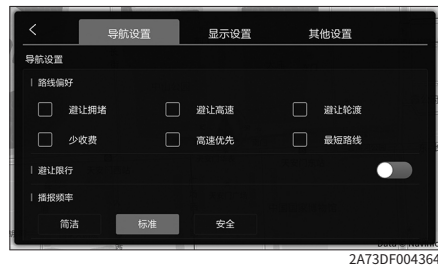 导航设置 显示设置 其他设置
导航设置
路线偏好
避让拥堵 避让高速 避让轮渡
少收费 高速优先 最短路线
避让限行
播报频率
简洁 标准 安全
2A73DF004364